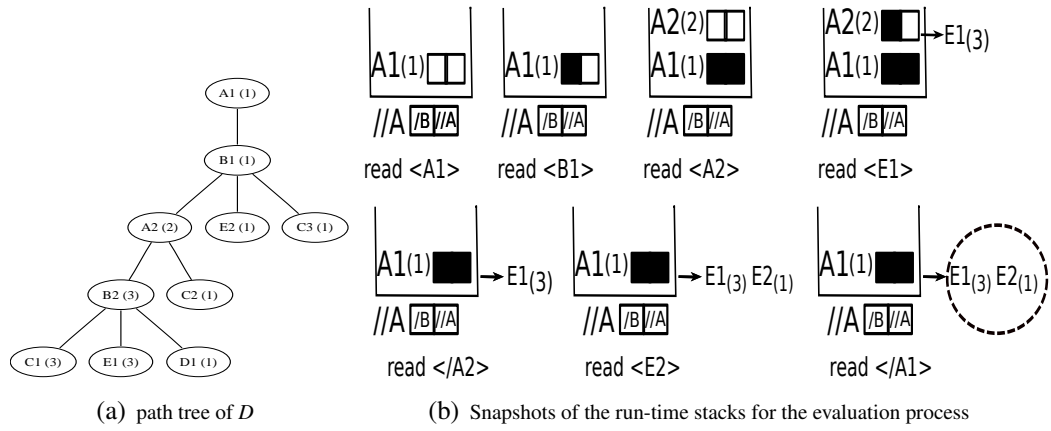 A1 (1)
B1 (1)
A2 (2) E2 (1) C3 (1)
B2 (3) C2 (1)
C1 (3) E1 (3) D1 (1)
(a) path tree of D
A1(1)
//A /B //A
read <A1>
A1(1)
//A /B //A
read <B1>
A2(2)
A1(1)
//A /B //A
read <A2>
A2(2) E1(3)
A1(1)
//A /B //A
read <E1>
A1(1) E1(3)
//A /B //A
read </A2>
A1(1) E1(3) E2(1)
//A /B //A
read <E2>
A1(1) E1(3) E2(1)
//A /B //A
read </A1>
(b) Snapshots of the run-time stacks for the evaluation process